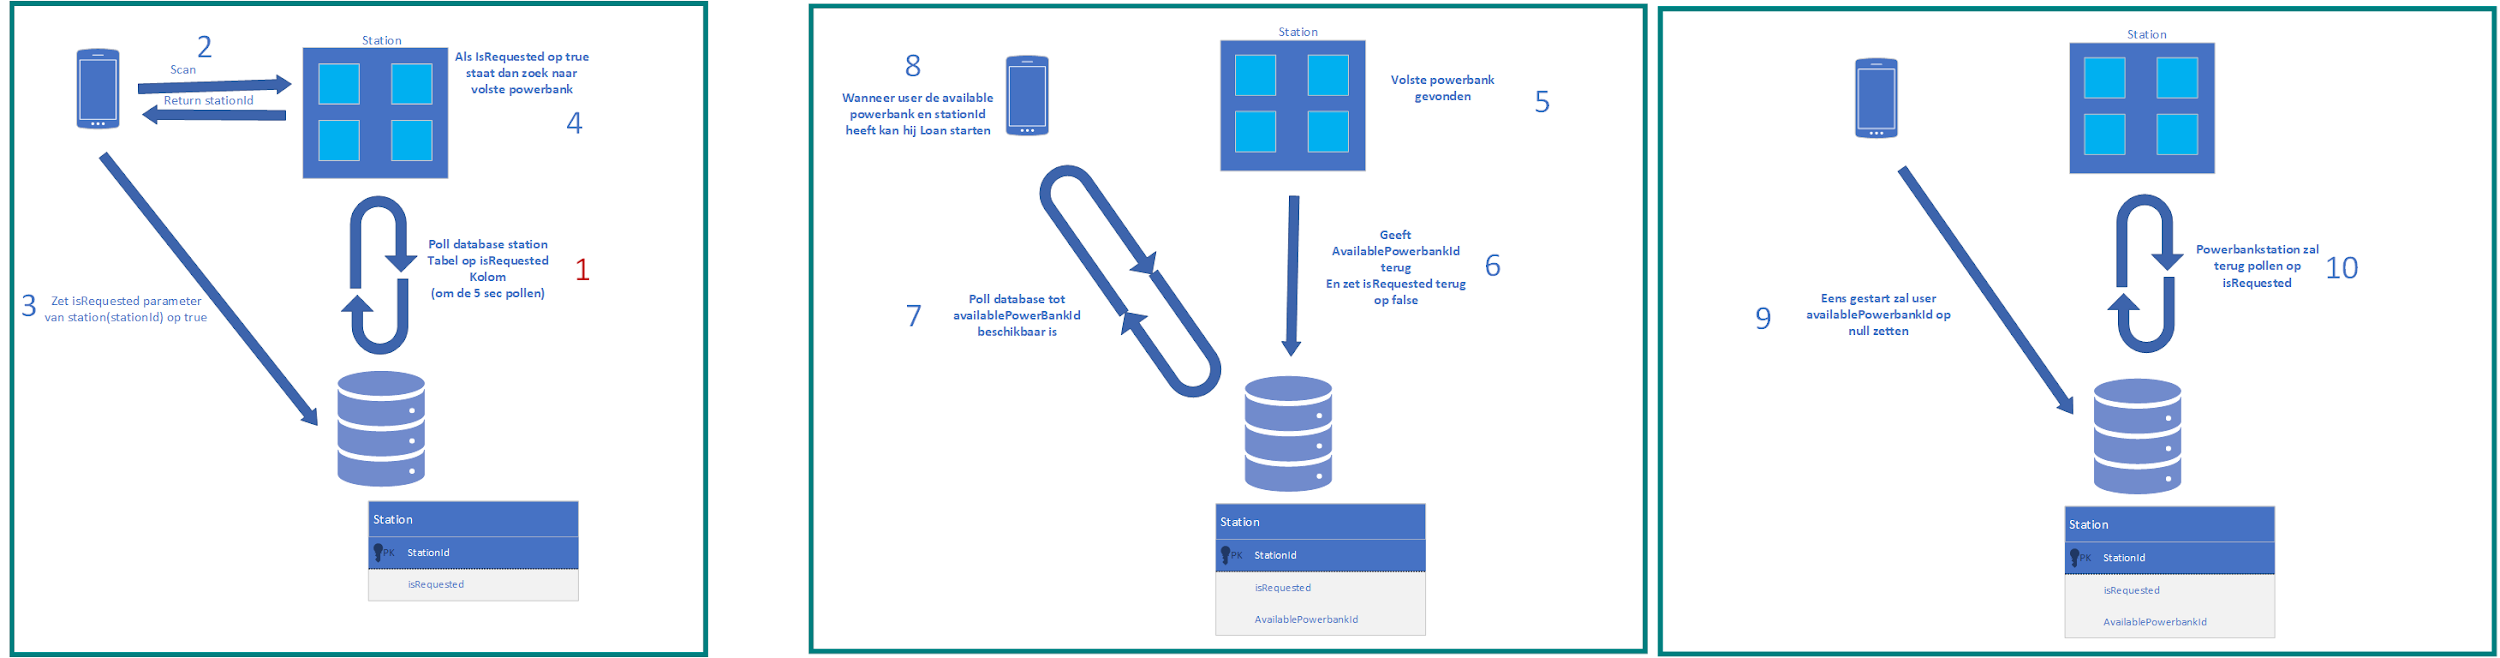 2
Scan
Return stationId
Station
Als IsRequested op true
staat dan zoek naar
volste powerbank
4
Poll database station
Tabel op isRequested
Kolom
(om de 5 sec pollen)
1
3
Zet isRequested parameter
van station(stationId) op true
Station
PK
StationId
isRequested
8
Wanneer user de available
powerbank en stationId
heeft kan hij Loan starten
Station
Volste powerbank
gevonden
5
Geeft
AvailablePowerbankId
terug
En zet isRequested terug
op false
6
7
Poll database tot
availablePowerBankId
beschikbaar is
Station
PK
StationId
isRequested
AvailablePowerbankId
Station
Powerbankstation zal
terug pollen op
isRequested
10
9
Eens gestart zal user
availablePowerbankId op
null zetten
Station
PK
StationId
isRequested
AvailablePowerbankId